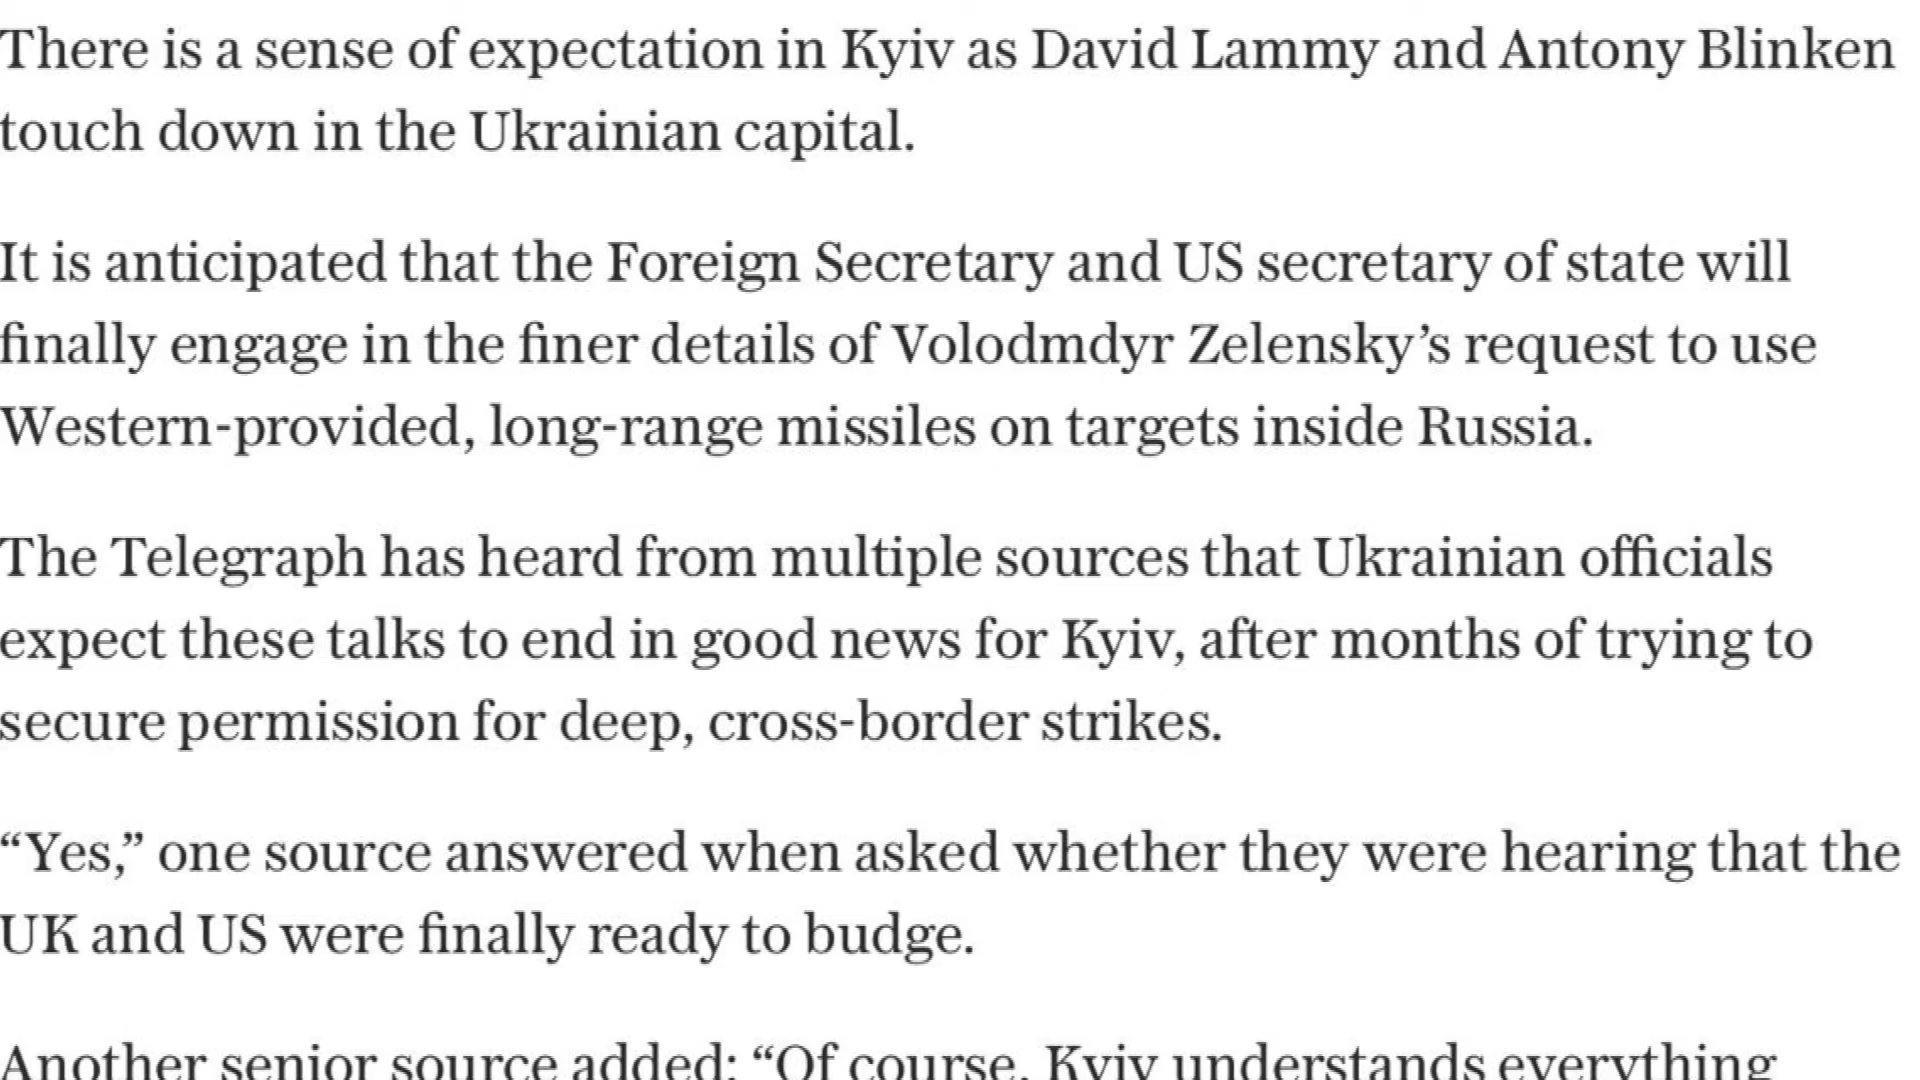 There is a sense of expectation in Kyiv as David Lammy and Antony Blinken
touch down in the Ukrainian capital.
It is anticipated that the Foreign Secretary and US secretary of state will
finally engage in the finer details of Volodmdyr Zelensky’s request to use
Western-provided, long-range missiles on targets inside Russia.
The Telegraph has heard from multiple sources that Ukrainian officials
expect these talks to end in good news for Kyiv, after months of trying to
secure permission for deep, cross-border strikes.
“Yes,” one source answered when asked whether they were hearing that the
UK and US were finally ready to budge.
Another senior source added: “Of course, Kyiv understands everything